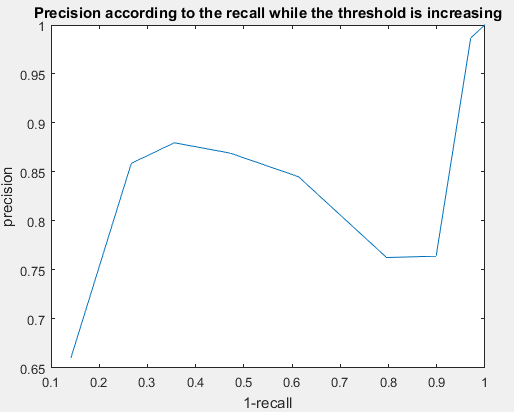 Precision according to the recall while the threshold is increasing
1
0.95
0.9
0.85
0.8
0.75
0.7
0.65
precision
0.1 0.2 0.3 0.4 0.5 0.6 0.7 0.8 0.9 1
1-recall